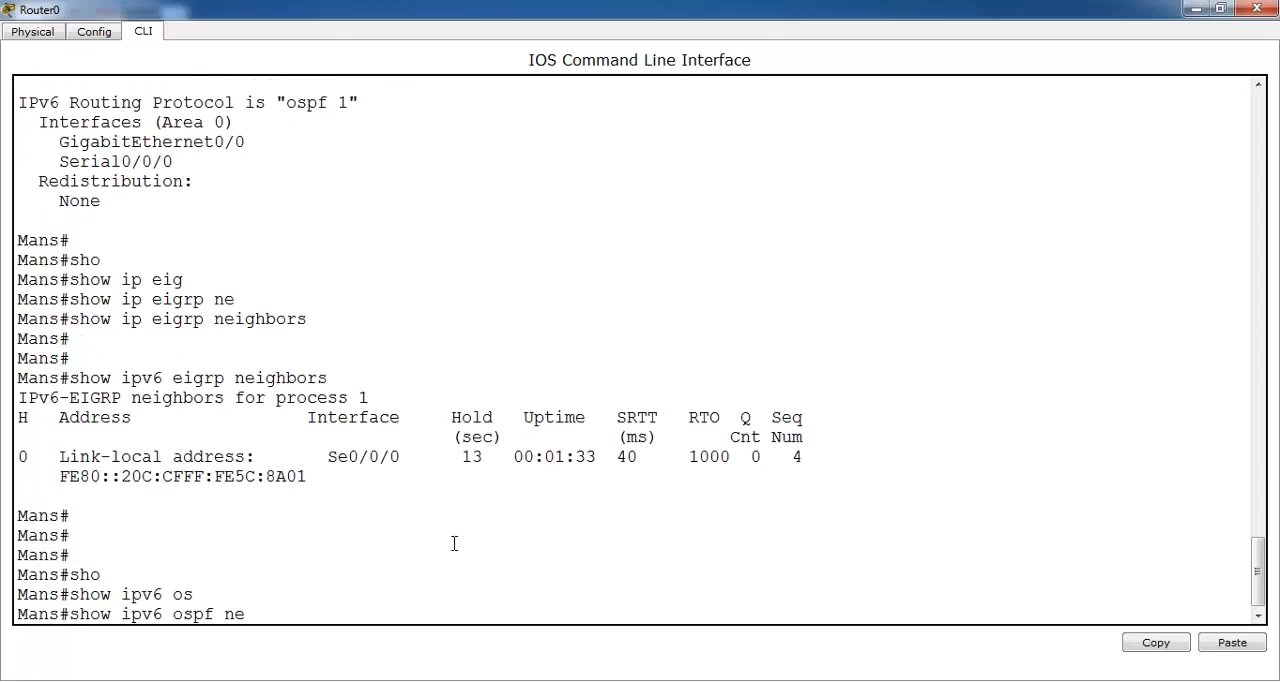 Router0
Physical Config CLI
IOS Command Line Interface
IPv6 Routing Protocol is "ospf 1"
Interfaces (Area 0)
GigabitEthernet0/0
Serial0/0/0
Redistribution:
None
Mans#
Mans#sho
Mans#show ip eig
Mans#show ip eigrp ne
Mans#show ip eigrp neighbors
Mans#
Mans#
Mans#show ipv6 eigrp neighbors
IPv6-EIGRP neighbors for process 1
H Address Interface Hold Uptime SRTT RTO Q Seq
(sec) (ms) Cnt Num
0 Link-local address: Se0/0/0 13 00:01:33 40 1000 0 4
FE80::20C:CFFF:FE5C:8A01
Mans#
Mans#
Mans#
Mans#sho
Mans#show ipv6 os
Mans#show ipv6 ospf ne
Copy Paste